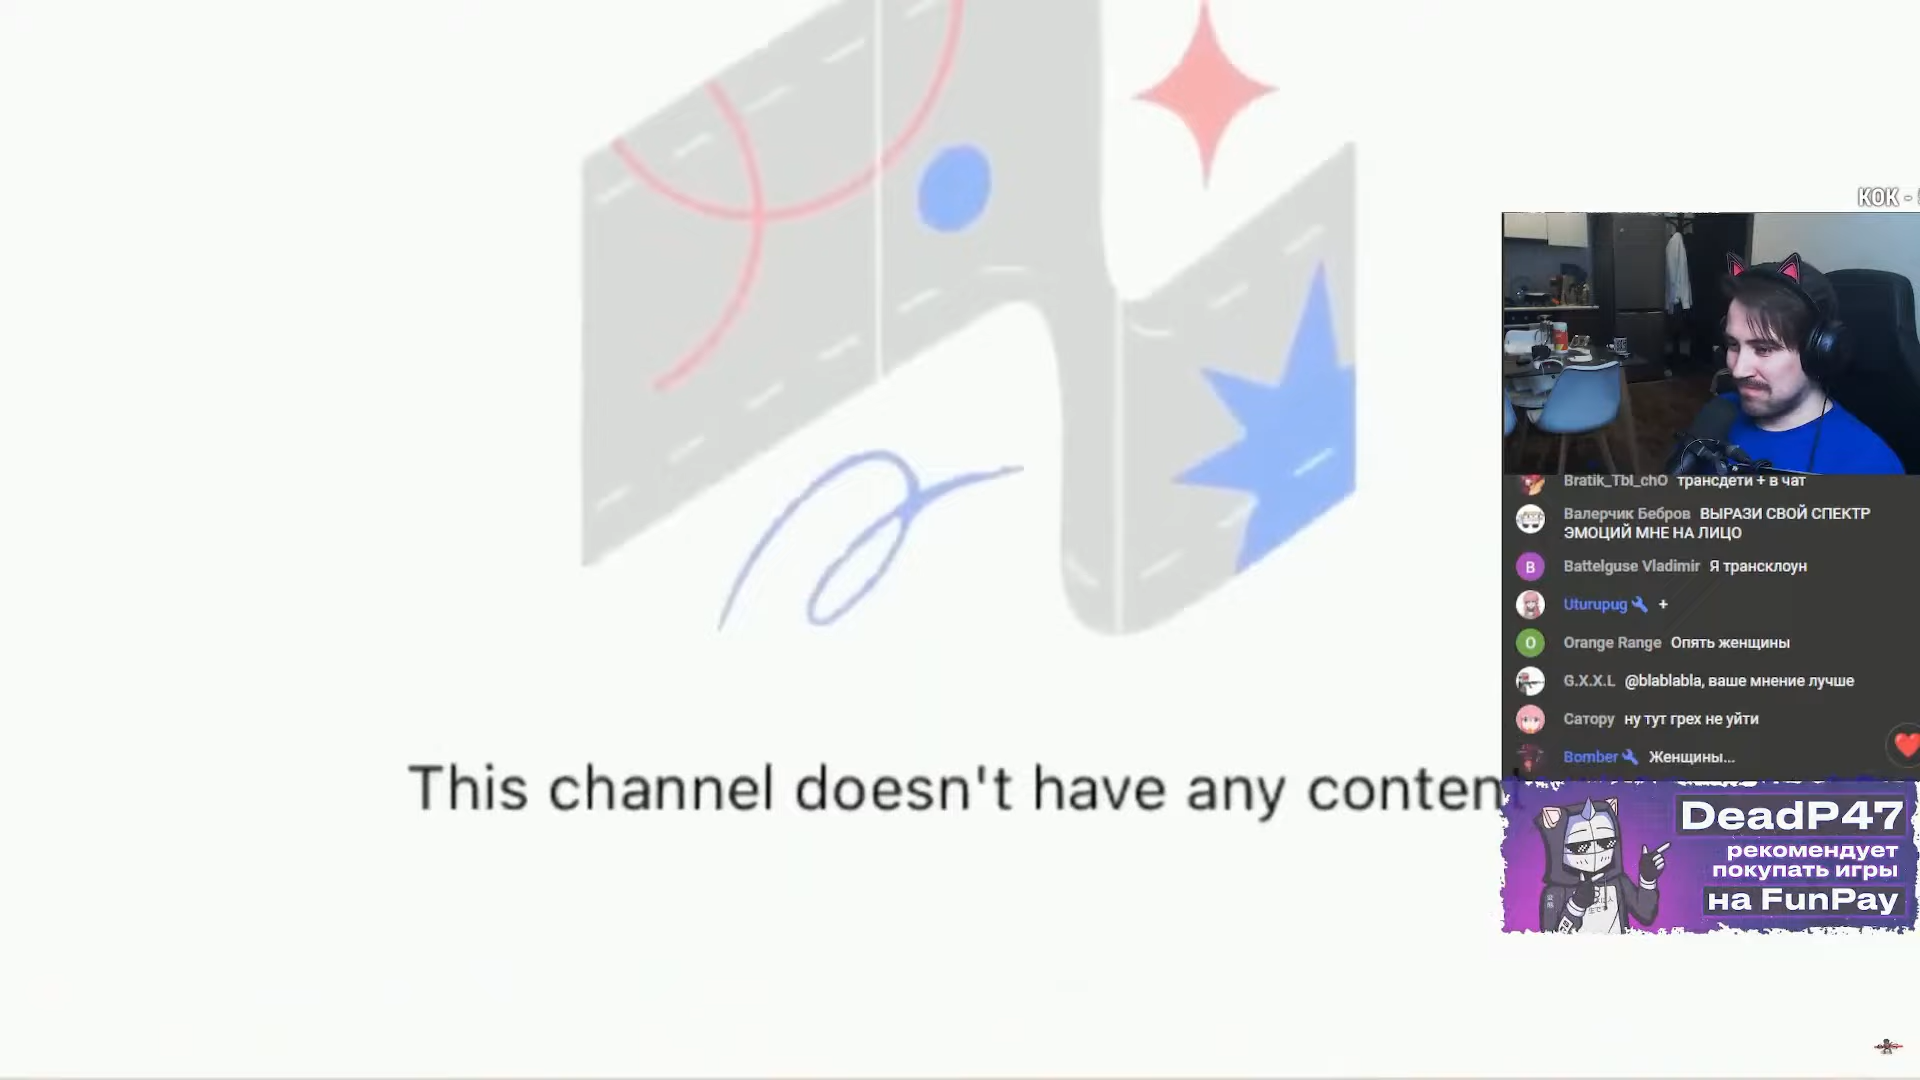 КОК -
Bratik_Tbl_chO трансдети + в чат
Валерчик Бебров ВЫРАЗИ СВОЙ СПЕКТР
ЭМОЦИЙ МНЕ НА ЛИЦО
B
Battelguse Vladimir Я трансклоун
Uturupug +
O
Orange Range Опять женщины
G.X.X.L @blablabla, ваше мнение лучше
Сатору ну тут грех не уйти
Bomber Женщины...
This channel doesn't have any content
DeadP47
рекомендует
покупать игры
на FunPay